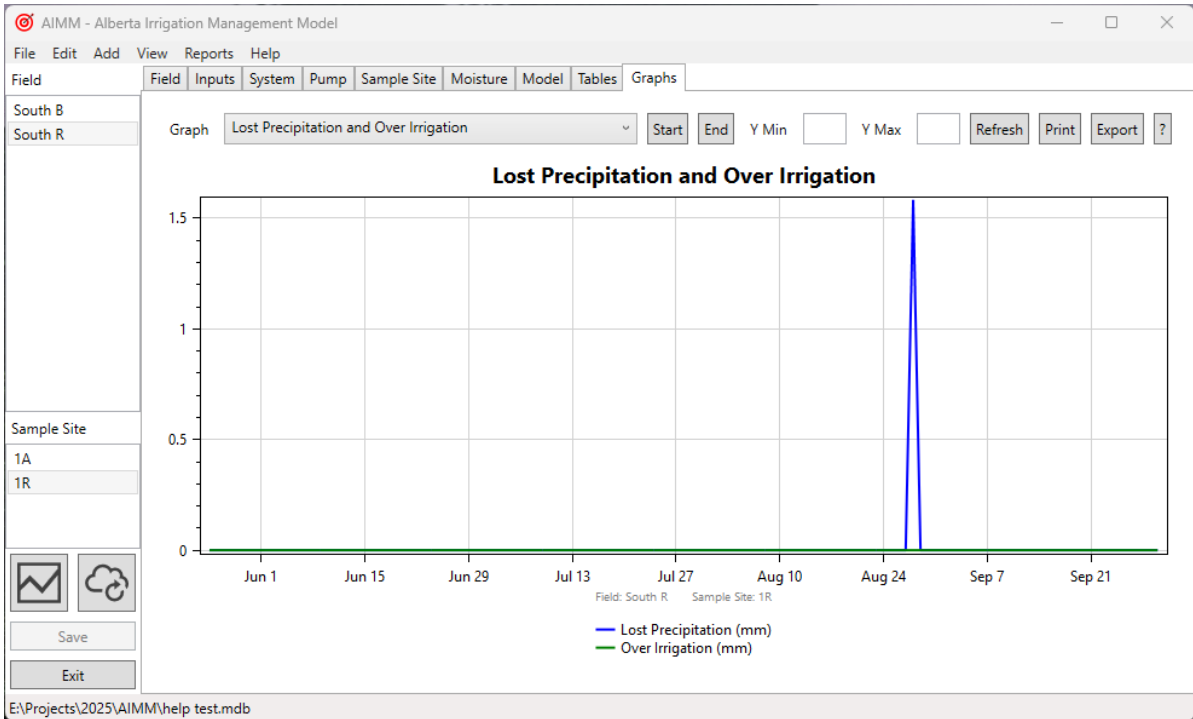 AIMM - Alberta Irrigation Management Model
File Edit Add View Reports Help
Field
South B
South R
Sample Site
1A
1R
Save
Exit
Field Inputs System Pump Sample Site Moisture Model Tables Graphs
Graph Lost Precipitation and Over Irrigation Start End Y Min Y Max Refresh Print Export ?
Lost Precipitation and Over Irrigation
1.5
1
0.5
0
Jun 1 Jun 15 Jun 29 Jul 13 Jul 27 Aug 10 Aug 24 Sep 7 Sep 21
Field: South R Sample Site: 1R
Lost Precipitation (mm)
Over Irrigation (mm)
E:\Projects\2025\AIMM\help test.mdb